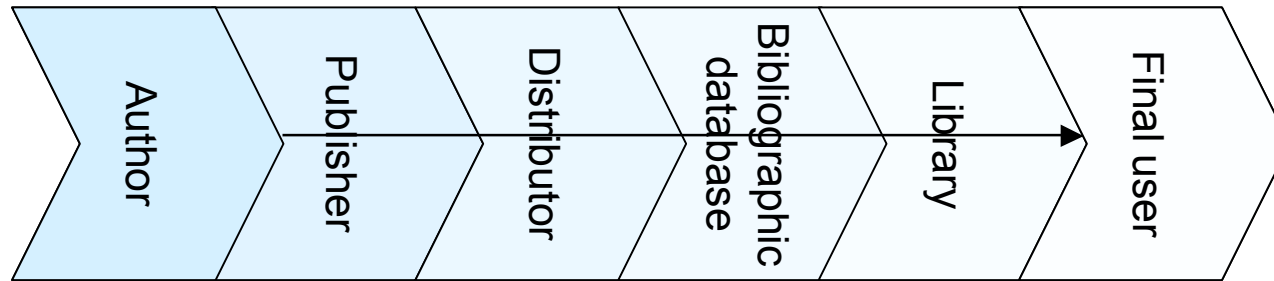 Author
Publisher
Distributor
Bibliographic
database
Library
Final user